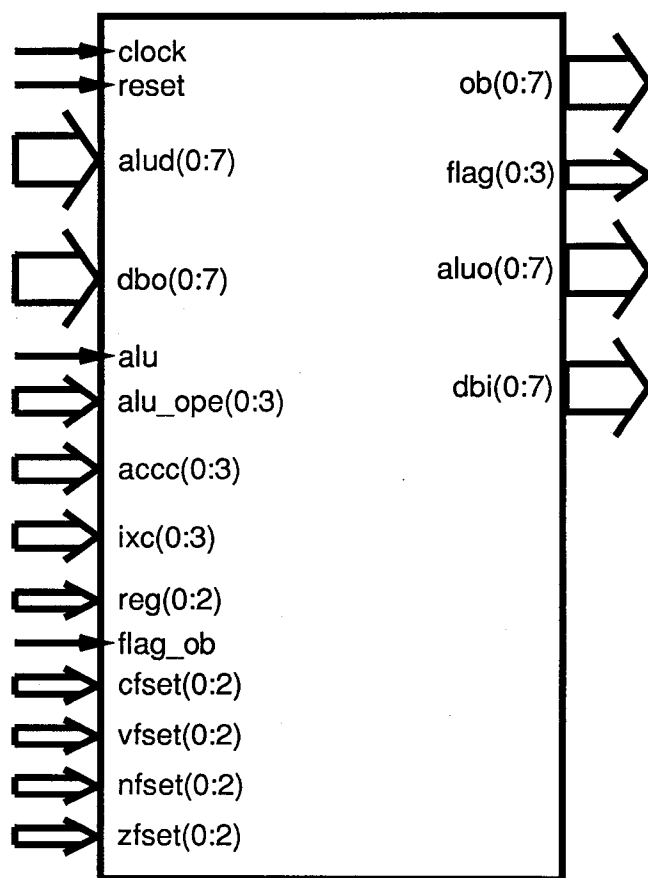 clock
reset
alud(0:7)
dbo(0:7)
alu
alu_ope(0:3)
accc(0:3)
ixc(0:3)
reg(0:2)
flag_ob
cfset(0:2)
vfset(0:2)
nfset(0:2)
zfset(0:2)
ob(0:7)
flag(0:3)
aluo(0:7)
dbi(0:7)